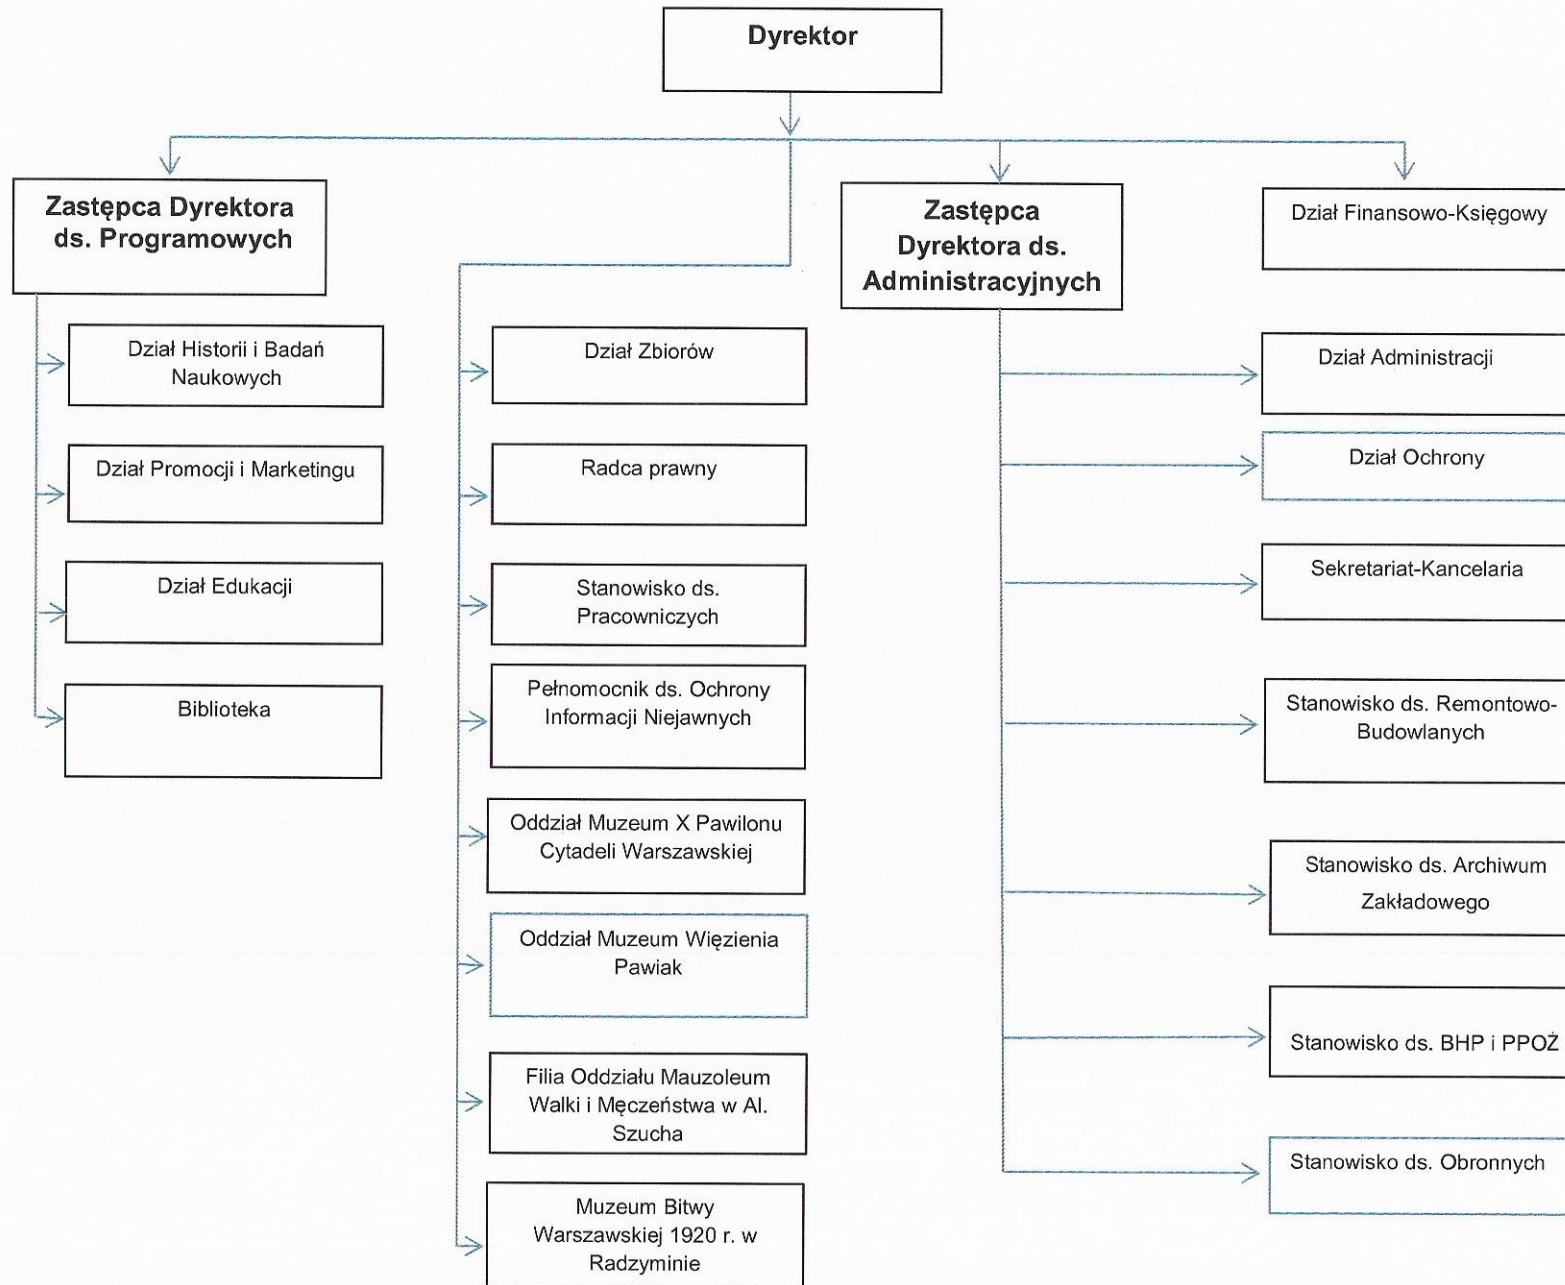 Dyrektor
Zastępca Dyrektora
ds. Programowych
Dział Historii i Badań
Naukowych
Dział Promocji i Marketingu
Dział Edukacji
Biblioteka
Dział Zbiorów
Radca prawny
Stanowisko ds.
Pracowniczych
Pełnomocnik ds. Ochrony
Informacji Niejawnych
Oddział Muzeum X Pawilonu
Cytadeli Warszawskiej
Oddział Muzeum Więzienia
Pawiak
Filia Oddziału Mauzoleum
Walki i Męczeństwa w Al.
Szucha
Muzeum Bitwy
Warszawskiej 1920 r. w
Radzyminie
Zastępca
Dyrektora ds.
Administracyjnych
Dział Finansowo-Księgowy
Dział Administracji
Dział Ochrony
Sekretariat-Kancelaria
Stanowisko ds. Remontowo-
Budowlanych
Stanowisko ds. Archiwum
Zakładowego
Stanowisko ds. BHP i PPOŻ
Stanowisko ds. Obronnych